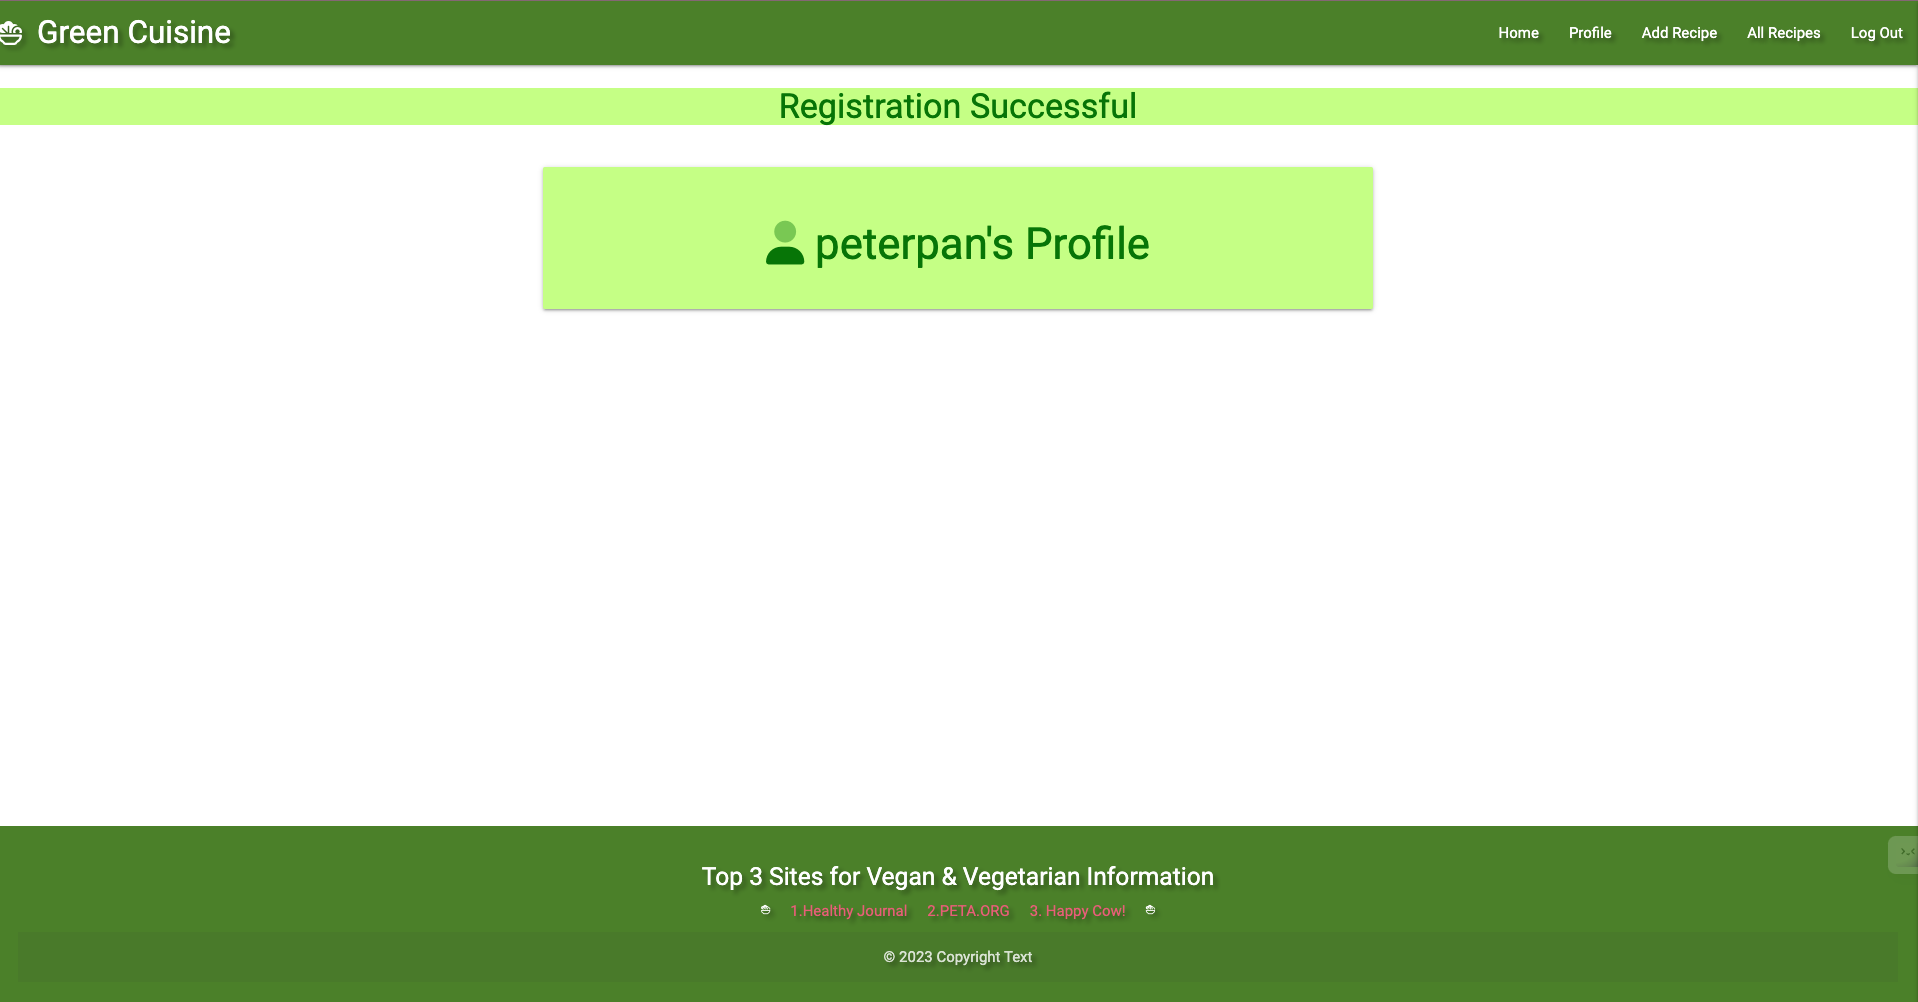 Green Cuisine
Home Profile Add Recipe All Recipes Log Out
Registration Successful
peterpan's Profile
Top 3 Sites for Vegan & Vegetarian Information
1.Healthy Journal 2.PETA.ORG 3. Happy Cow!
© 2023 Copyright Text